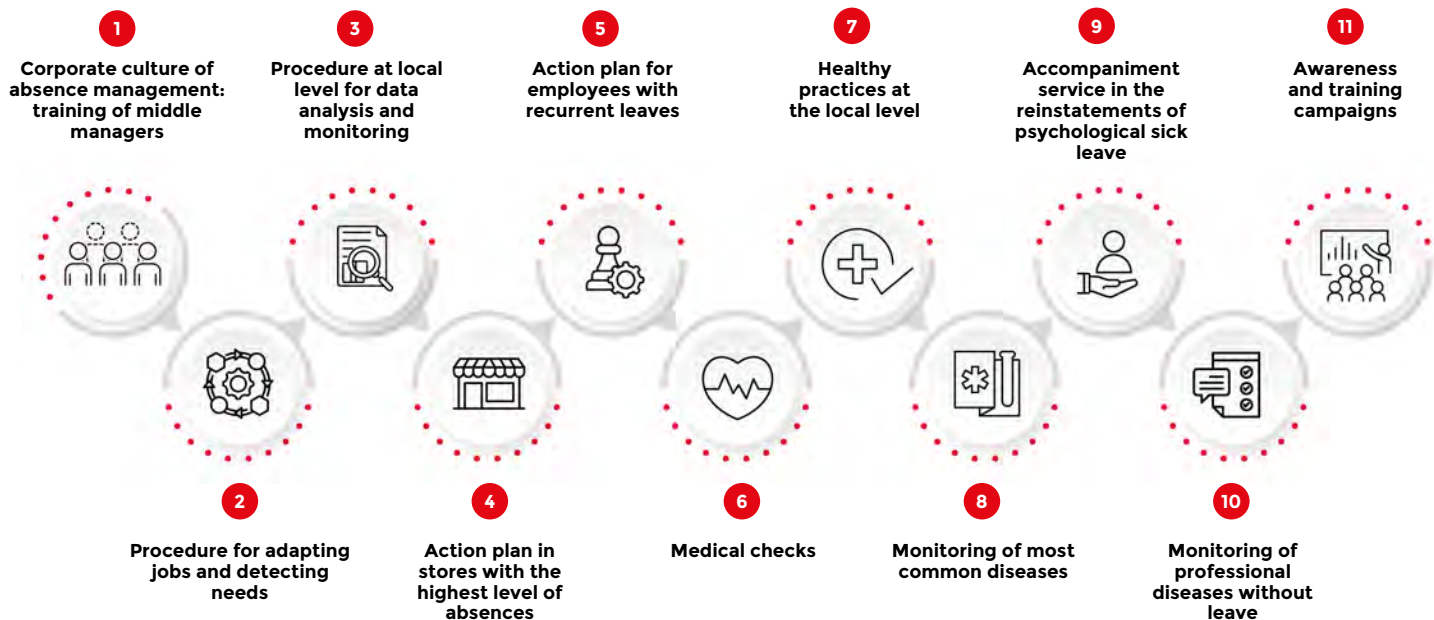 1
Corporate culture of
absence management:
training of middle
managers
2
Procedure for adapting
jobs and detecting
needs
3
Procedure at local
level for data
analysis and
monitoring
4
Action plan in
stores with the
highest level of
absences
5
Action plan for
employees with
recurrent leaves
6
Medical checks
7
Healthy
practices at
the local level
8
Monitoring of most
common diseases
9
Accompaniment
service in the
reinstatements of
psychological sick
leave
10
Monitoring of
professional
diseases without
leave
11
Awareness
and training
campaigns